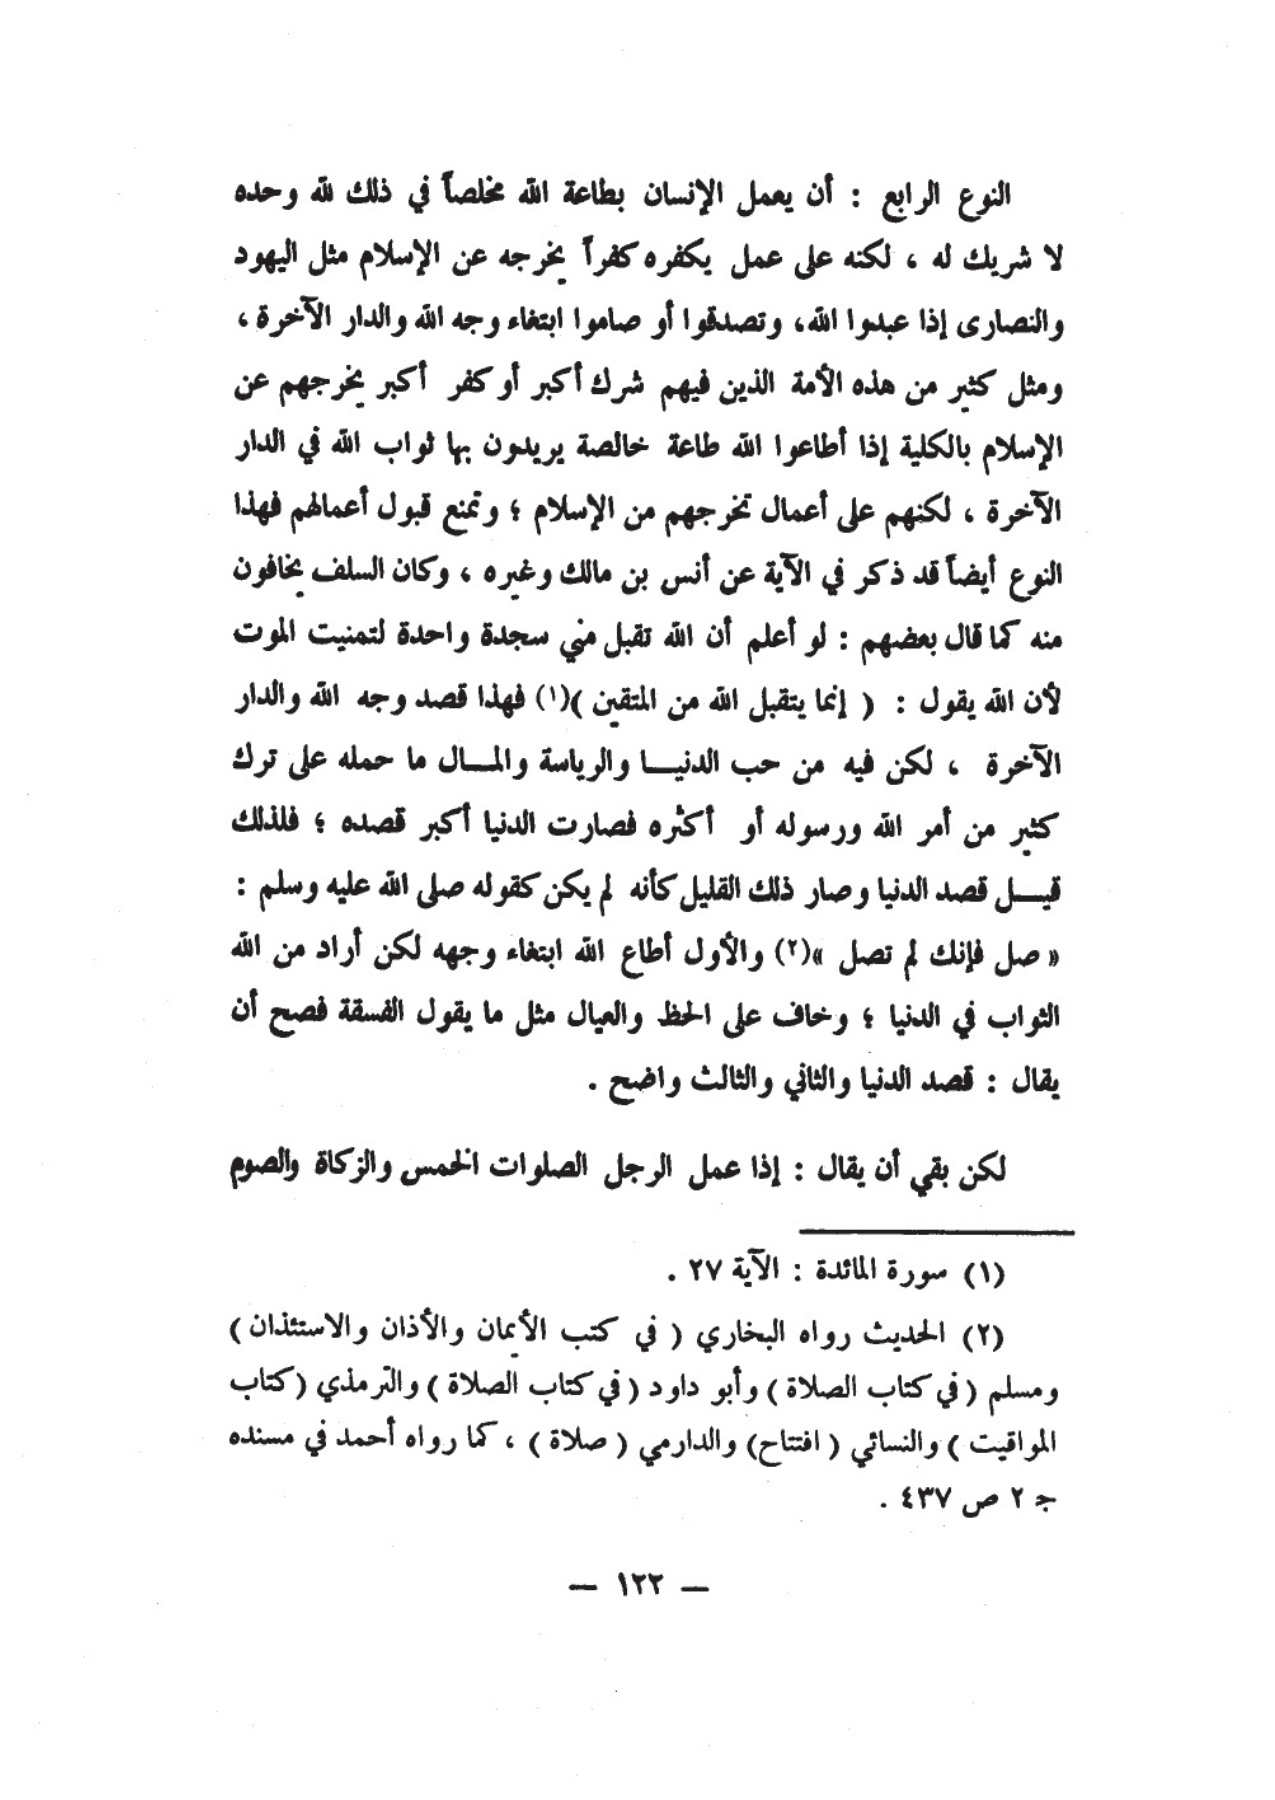 النوع الرابع : أن يعمل الإنسان بطاعة الله مخلصاً في ذلك لله وحده
لا شريك له ، لكنه على عمل يكفره كفراً يخرجه عن الإسلام مثل اليهود
والنصارى إذا عبدوا الله، وتصدقوا أو صاموا ابتغاء وجه الله والدار الآخرة ،
ومثل كثير من هذه الأمة الذين فيهم شرك أكبر أو كفر أكبر يخرجهم عن
الإسلام بالكلية إذا أطاعوا الله طاعة خالصة يريدون بها ثواب الله في الدار
الآخرة ، لكنهم على أعمال تخرجهم من الإسلام ؛ وتمنع قبول أعمالهم فهذا
النوع أيضاً قد ذكر في الآية عن أنس بن مالك وغيره ، وكان السلف يخافون
منه كما قال بعضهم : لو أعلم أن الله تقبل مني سجدة واحدة لتمنيت الموت
لأن الله يقول : ( إنما يتقبل الله من المتقين )(١) فهذا قصد وجه الله والدار
الآخرة ، لكن فيه من حب الدنيـــا والرياسة والمـــال ما حمله على ترك
كثير من أمر الله ورسوله أو أكثره فصارت الدنيا أكبر قصده ؛ فلذلك
قيـــل قصد الدنيا وصار ذلك القليل كأنه لم يكن كقوله صلى الله عليه وسلم :
« صل فإنك لم تصل »(٢) والأول أطاع الله ابتغاء وجهه لكن أراد من الله
الثواب في الدنيا ؛ وخاف على الحظ والعيال مثل ما يقول الفسقة فصح أن
يقال : قصد الدنيا والثاني والثالث واضح .
لكن بقي أن يقال : إذا عمل الرجل الصلوات الخمس والزكاة والصوم
(١) سورة المائدة : الآية ٢٧ .
(٢) الحديث رواه البخاري ( في كتب الأيمان والأذان والاستئذان )
ومسلم ( في كتاب الصلاة ) وأبو داود ( في كتاب الصلاة ) والترمذي ( كتاب
المواقيت ) والنسائي ( افتتاح) والدارمي ( صلاة ) ، كما رواه أحمد في مسنده
جـ ٢ ص ٤٣٧ .
— ١٢٢ —